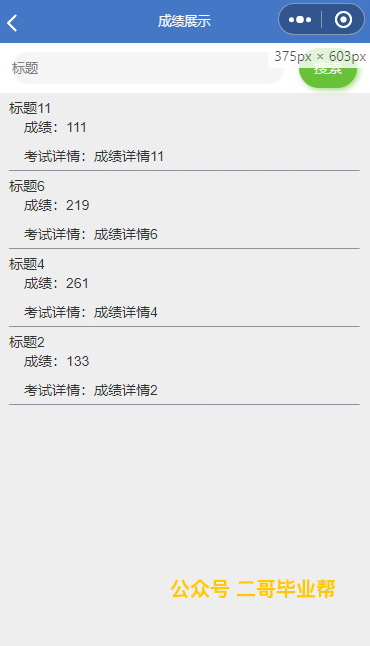 成绩展示
375px × 603px
标题
搜索
标题11
成绩：111
考试详情：成绩详情11
标题6
成绩：219
考试详情：成绩详情6
标题4
成绩：261
考试详情：成绩详情4
标题2
成绩：133
考试详情：成绩详情2
公众号 二哥毕业帮